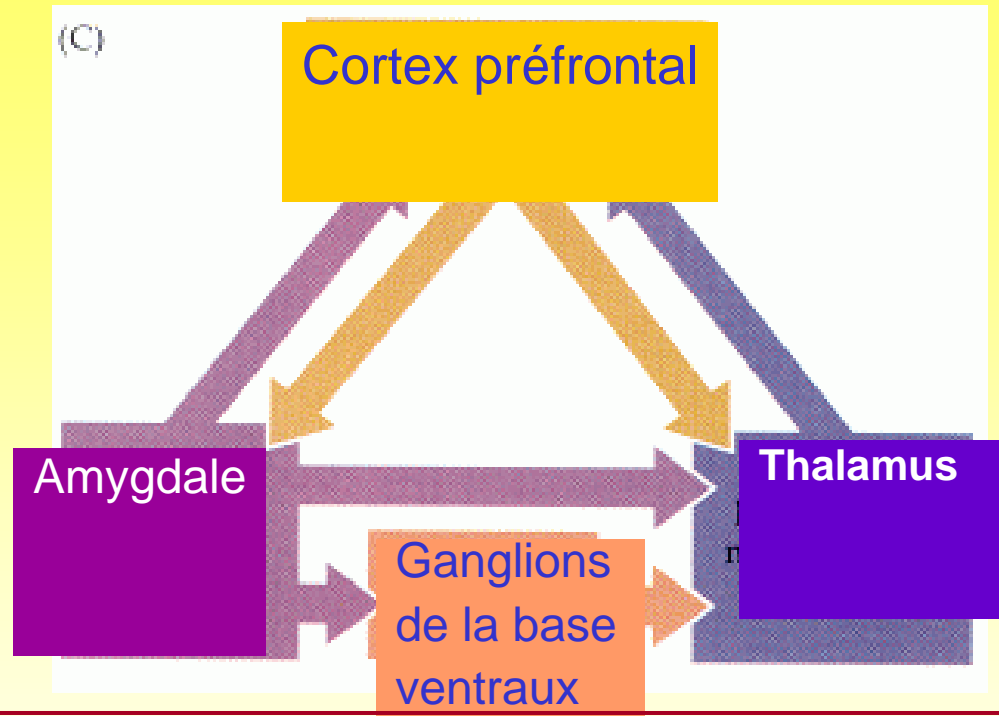 (C)
Cortex préfrontal
Amygdale
Thalamus
Ganglions
de la base
ventraux